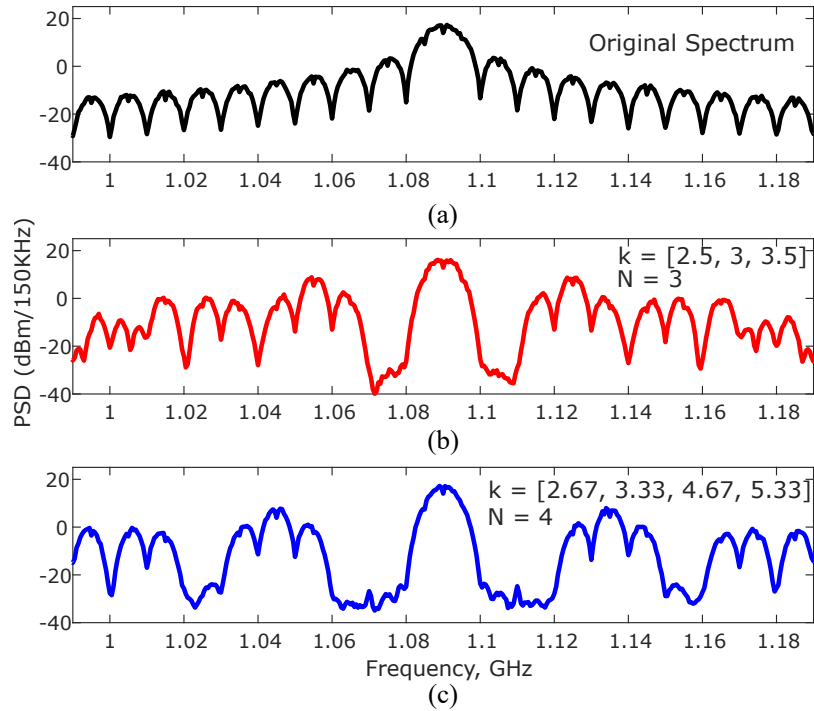 20
0
-20
-40
Original Spectrum
1 1.02 1.04 1.06 1.08 1.1 1.12 1.14 1.16 1.18
(a)
PSD (dBm/150KHz)
20
0
-20
-40
k = [2.5, 3, 3.5]
N = 3
1 1.02 1.04 1.06 1.08 1.1 1.12 1.14 1.16 1.18
(b)
20
0
-20
-40
k = [2.67, 3.33, 4.67, 5.33]
N = 4
1 1.02 1.04 1.06 1.08 1.1 1.12 1.14 1.16 1.18
Frequency, GHz
(c)